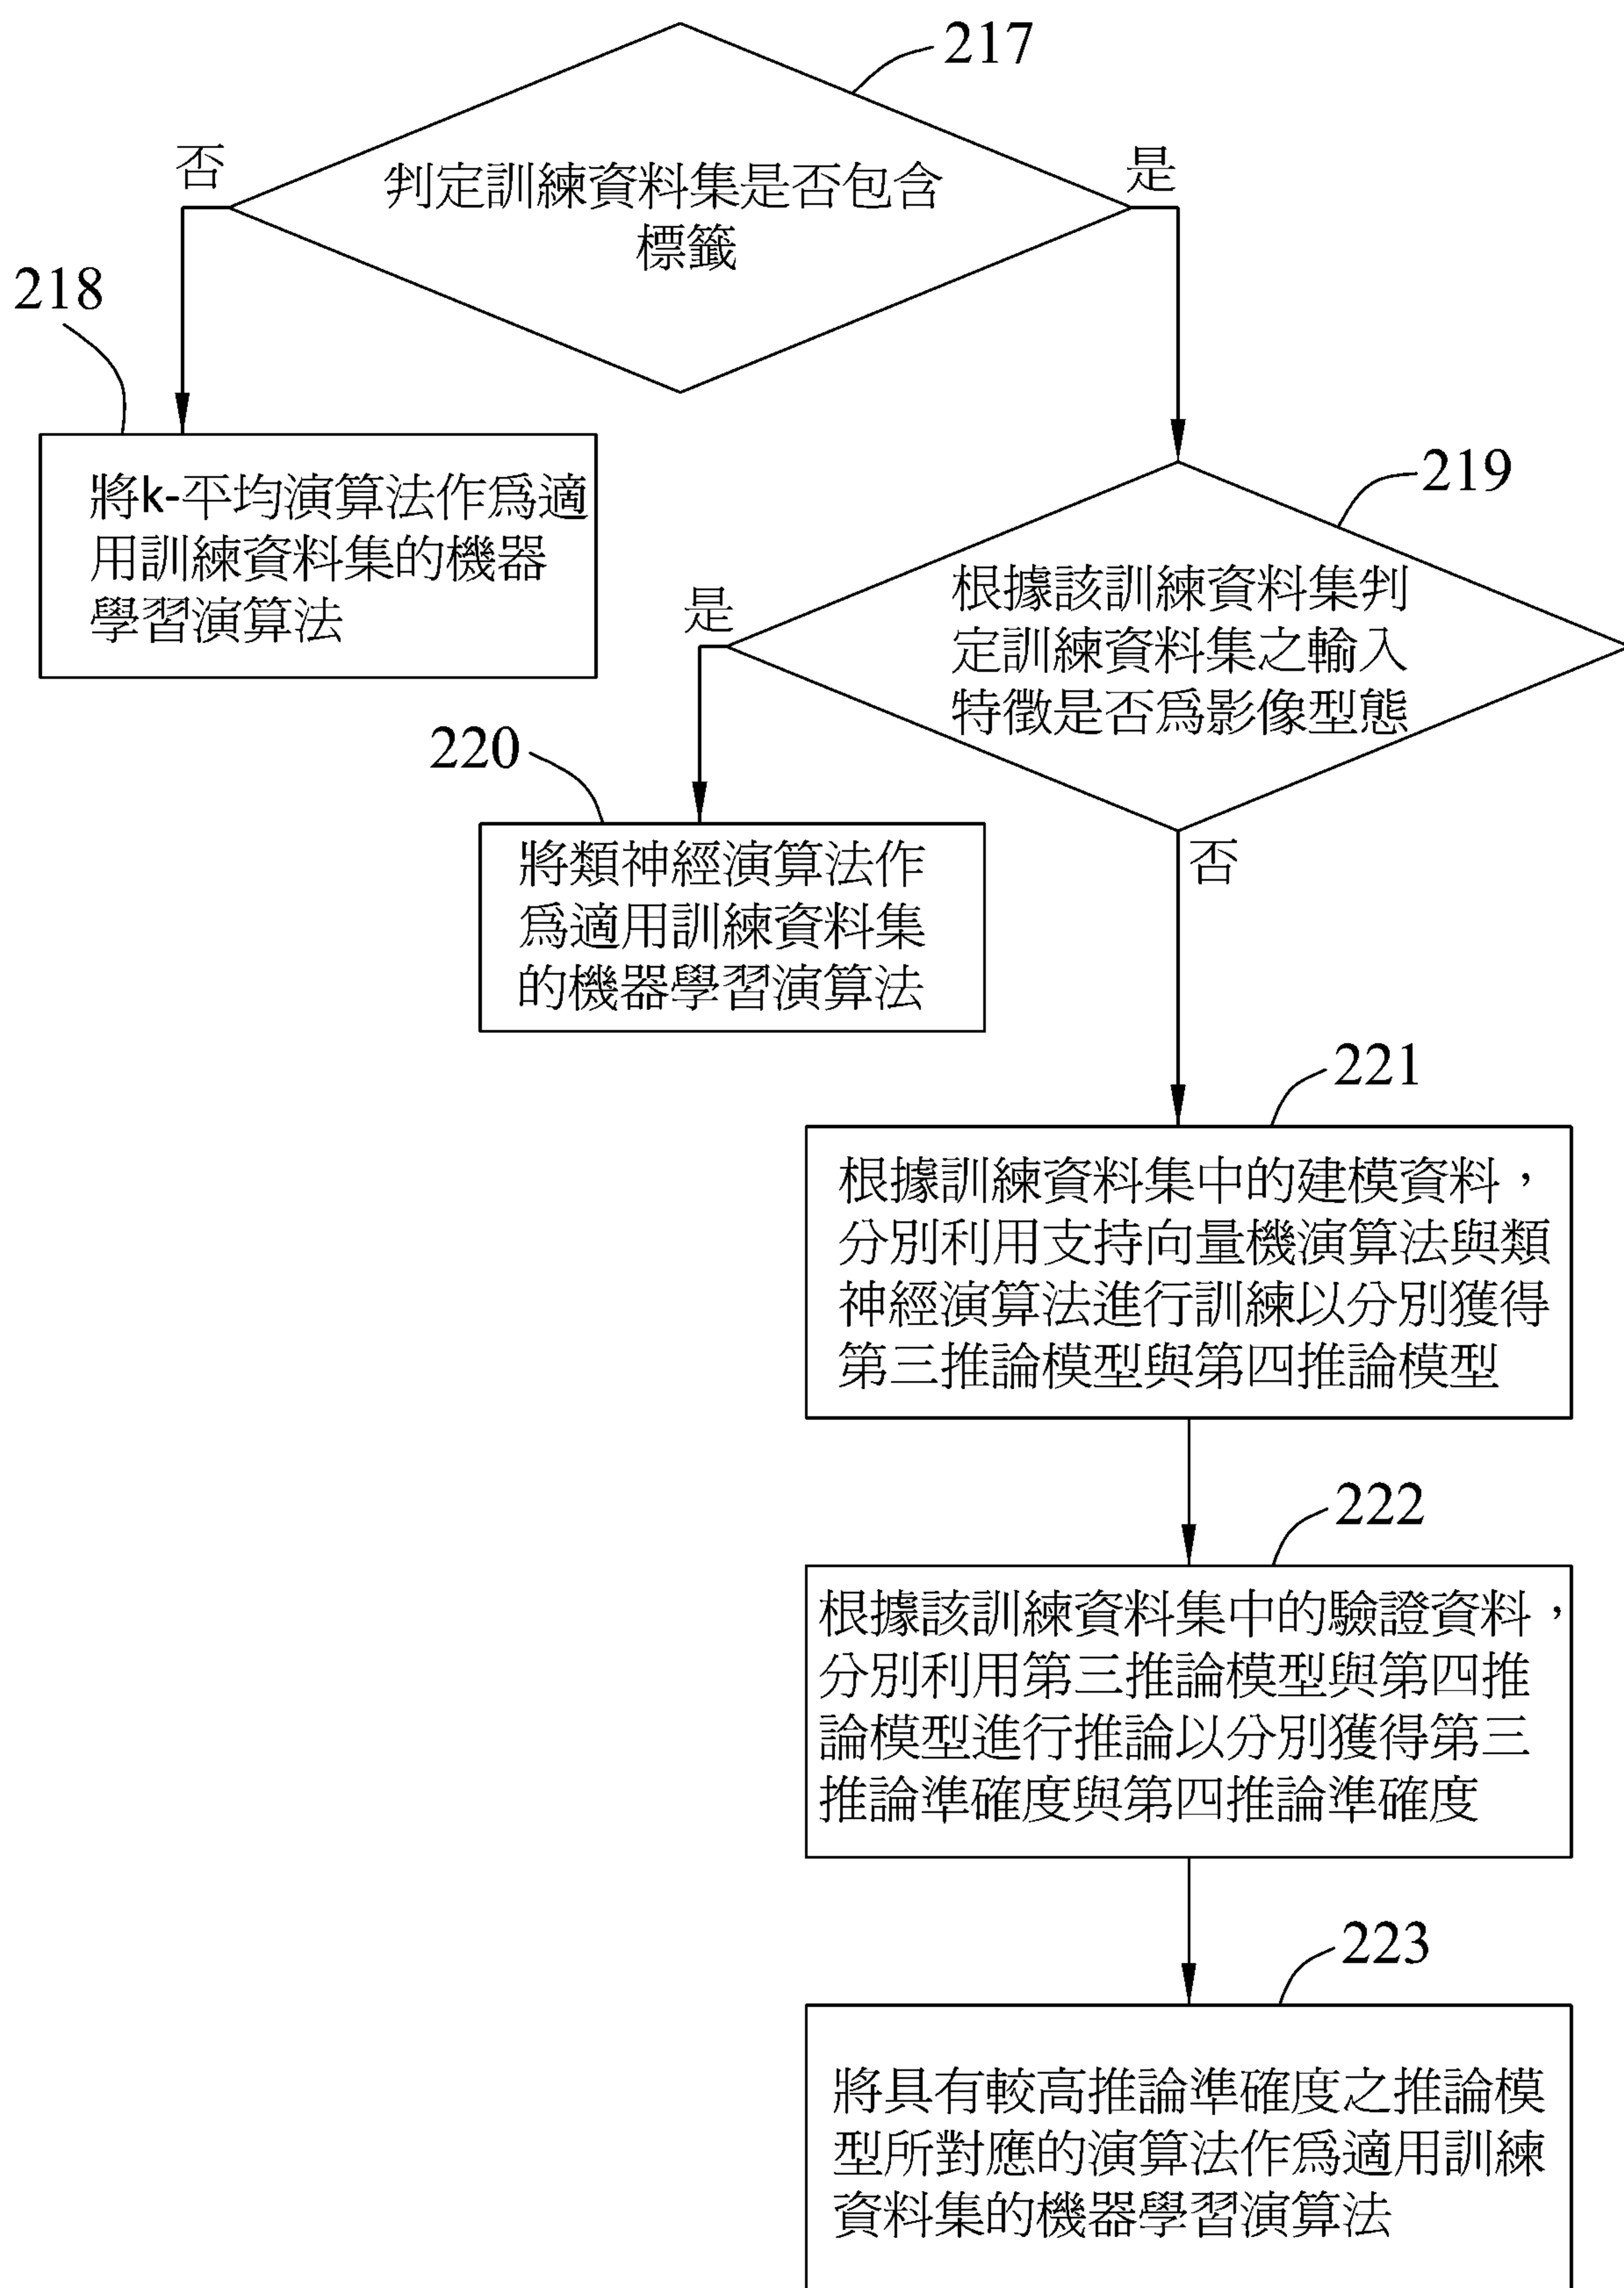 217
否
是
判定訓練資料集是否包含
標籤
218
將k-平均演算法作爲適
用訓練資料集的機器
學習演算法
219
是
根據該訓練資料集判
定訓練資料集之輸入
特徵是否爲影像型態
220
否
將類神經演算法作
爲適用訓練資料集
的機器學習演算法
221
根據訓練資料集中的建模資料，
分別利用支持向量機演算法與類
神經演算法進行訓練以分別獲得
第三推論模型與第四推論模型
222
根據該訓練資料集中的驗證資料，
分別利用第三推論模型與第四推
論模型進行推論以分別獲得第三
推論準確度與第四推論準確度
223
將具有較高推論準確度之推論模
型所對應的演算法作爲適用訓練
資料集的機器學習演算法